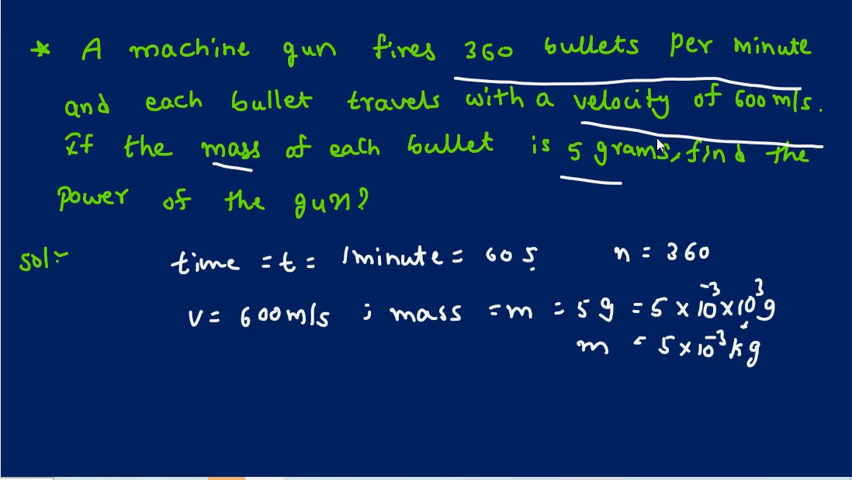 * A machine gun fires 360 bullets per minute
and each bullet travels with a velocity of 600 m/s.
If the mass of each bullet is 5 grams, find the
power of the gun?
Sol:- time = t = 1 minute = 60 s n = 360
v = 600 m/s ; mass = m = 5 g = 5 × 10⁻³ × 10³ g
m = 5 × 10⁻³ kg